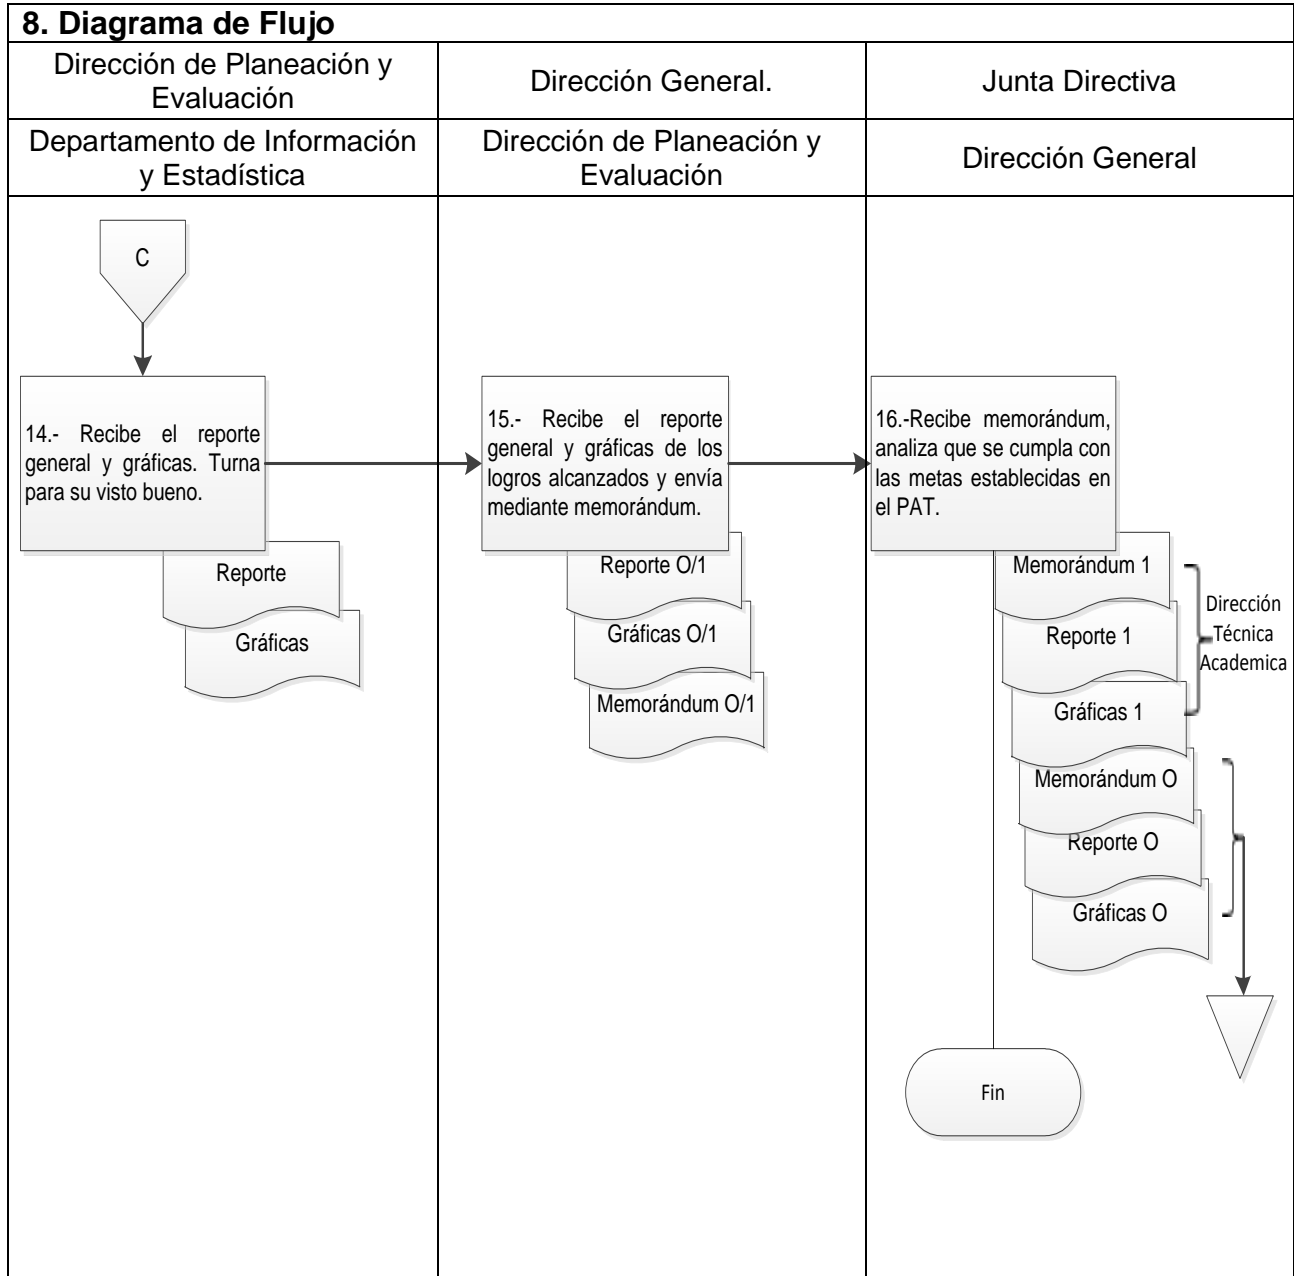 8. Diagrama de Flujo
Dirección de Planeación y
Evaluación
Dirección General.
Junta Directiva
Departamento de Información
y Estadística
Dirección de Planeación y
Evaluación
Dirección General
C
14.- Recibe el reporte
general y gráficas. Turna
para su visto bueno.
Reporte
Gráficas
15.- Recibe el reporte
general y gráficas de los
logros alcanzados y envía
mediante memorándum.
Reporte O/1
Gráficas O/1
Memorándum O/1
16.-Recibe memorándum,
analiza que se cumpla con
las metas establecidas en
el PAT.
Memorándum 1
Reporte 1
Gráficas 1
Dirección
Técnica
Academica
Memorándum O
Reporte O
Gráficas O
Fin